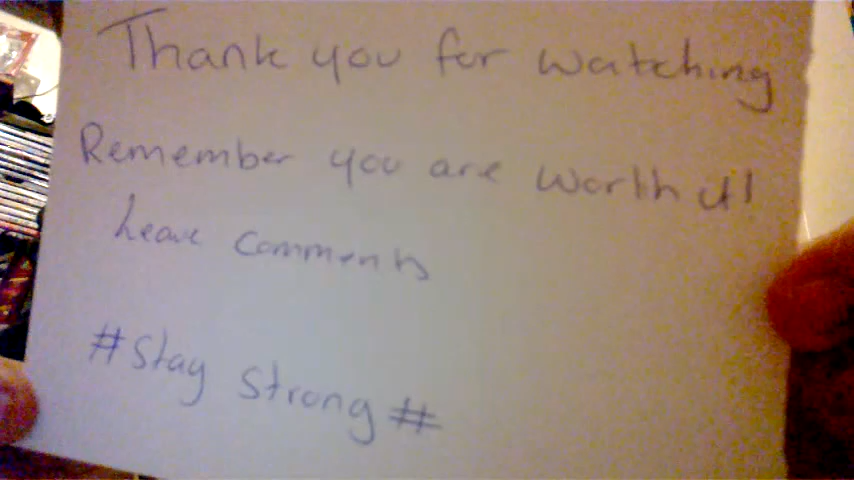 Thank you for watching
Remember you are worth it!
Leave comments
#Stay strong#